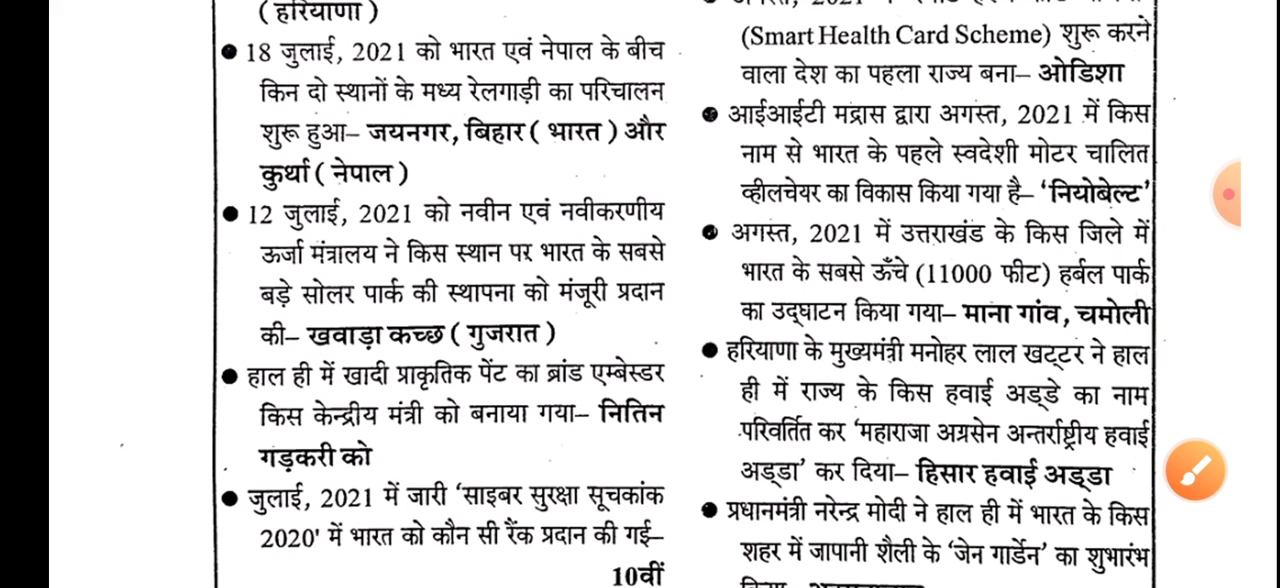 ( हरियाणा )
● 18 जुलाई, 2021 को भारत एवं नेपाल के बीच
किन दो स्थानों के मध्य रेलगाड़ी का परिचालन
शुरू हुआ– जयनगर, बिहार ( भारत ) और
कुर्था ( नेपाल )
● 12 जुलाई, 2021 को नवीन एवं नवीकरणीय
ऊर्जा मंत्रालय ने किस स्थान पर भारत के सबसे
बड़े सोलर पार्क की स्थापना को मंजूरी प्रदान
की– खवाड़ा कच्छ ( गुजरात )
● हाल ही में खादी प्राकृतिक पेंट का ब्रांड एम्बेस्डर
किस केन्द्रीय मंत्री को बनाया गया– नितिन
गड़करी को
● जुलाई, 2021 में जारी 'साइबर सुरक्षा सूचकांक
2020' में भारत को कौन सी रैंक प्रदान की गई–
10वीं
(Smart Health Card Scheme) शुरू करने
वाला देश का पहला राज्य बना– ओडिशा
● आईआईटी मद्रास द्वारा अगस्त, 2021 में किस
नाम से भारत के पहले स्वदेशी मोटर चालित
व्हीलचेयर का विकास किया गया है– 'नियोबेल्ट'
● अगस्त, 2021 में उत्तराखंड के किस जिले में
भारत के सबसे ऊँचे (11000 फीट) हर्बल पार्क
का उद्घाटन किया गया– माना गांव, चमोली
● हरियाणा के मुख्यमंत्री मनोहर लाल खट्टर ने हाल
ही में राज्य के किस हवाई अड्डे का नाम
परिवर्तित कर 'महाराजा अग्रसेन अन्तर्राष्ट्रीय हवाई
अड्डा' कर दिया– हिसार हवाई अड्डा
● प्रधानमंत्री नरेन्द्र मोदी ने हाल ही में भारत के किस
शहर में जापानी शैली के 'जेन गार्डेन' का शुभारंभ